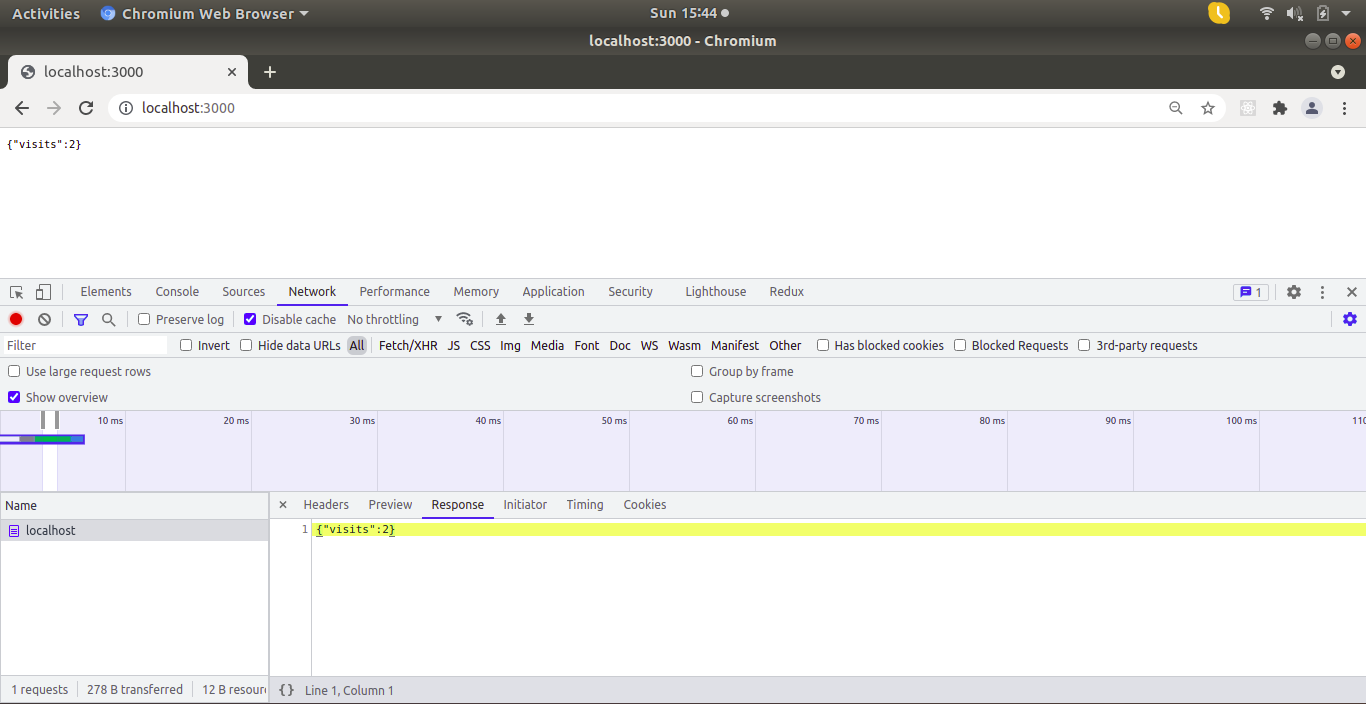 Activities Chromium Web Browser Sun 15:44
localhost:3000 - Chromium
localhost:3000
localhost:3000
{"visits":2}
Elements Console Sources Network Performance Memory Application Security Lighthouse Redux 1
Preserve log Disable cache No throttling
Filter Invert Hide data URLs All Fetch/XHR JS CSS Img Media Font Doc WS Wasm Manifest Other Has blocked cookies Blocked Requests 3rd-party requests
Use large request rows Group by frame
Show overview Capture screenshots
10 ms 20 ms 30 ms 40 ms 50 ms 60 ms 70 ms 80 ms 90 ms 100 ms 110
Name Headers Preview Response Initiator Timing Cookies
localhost 1 {"visits":2}
1 requests 278 B transferred 12 B resour {} Line 1, Column 1